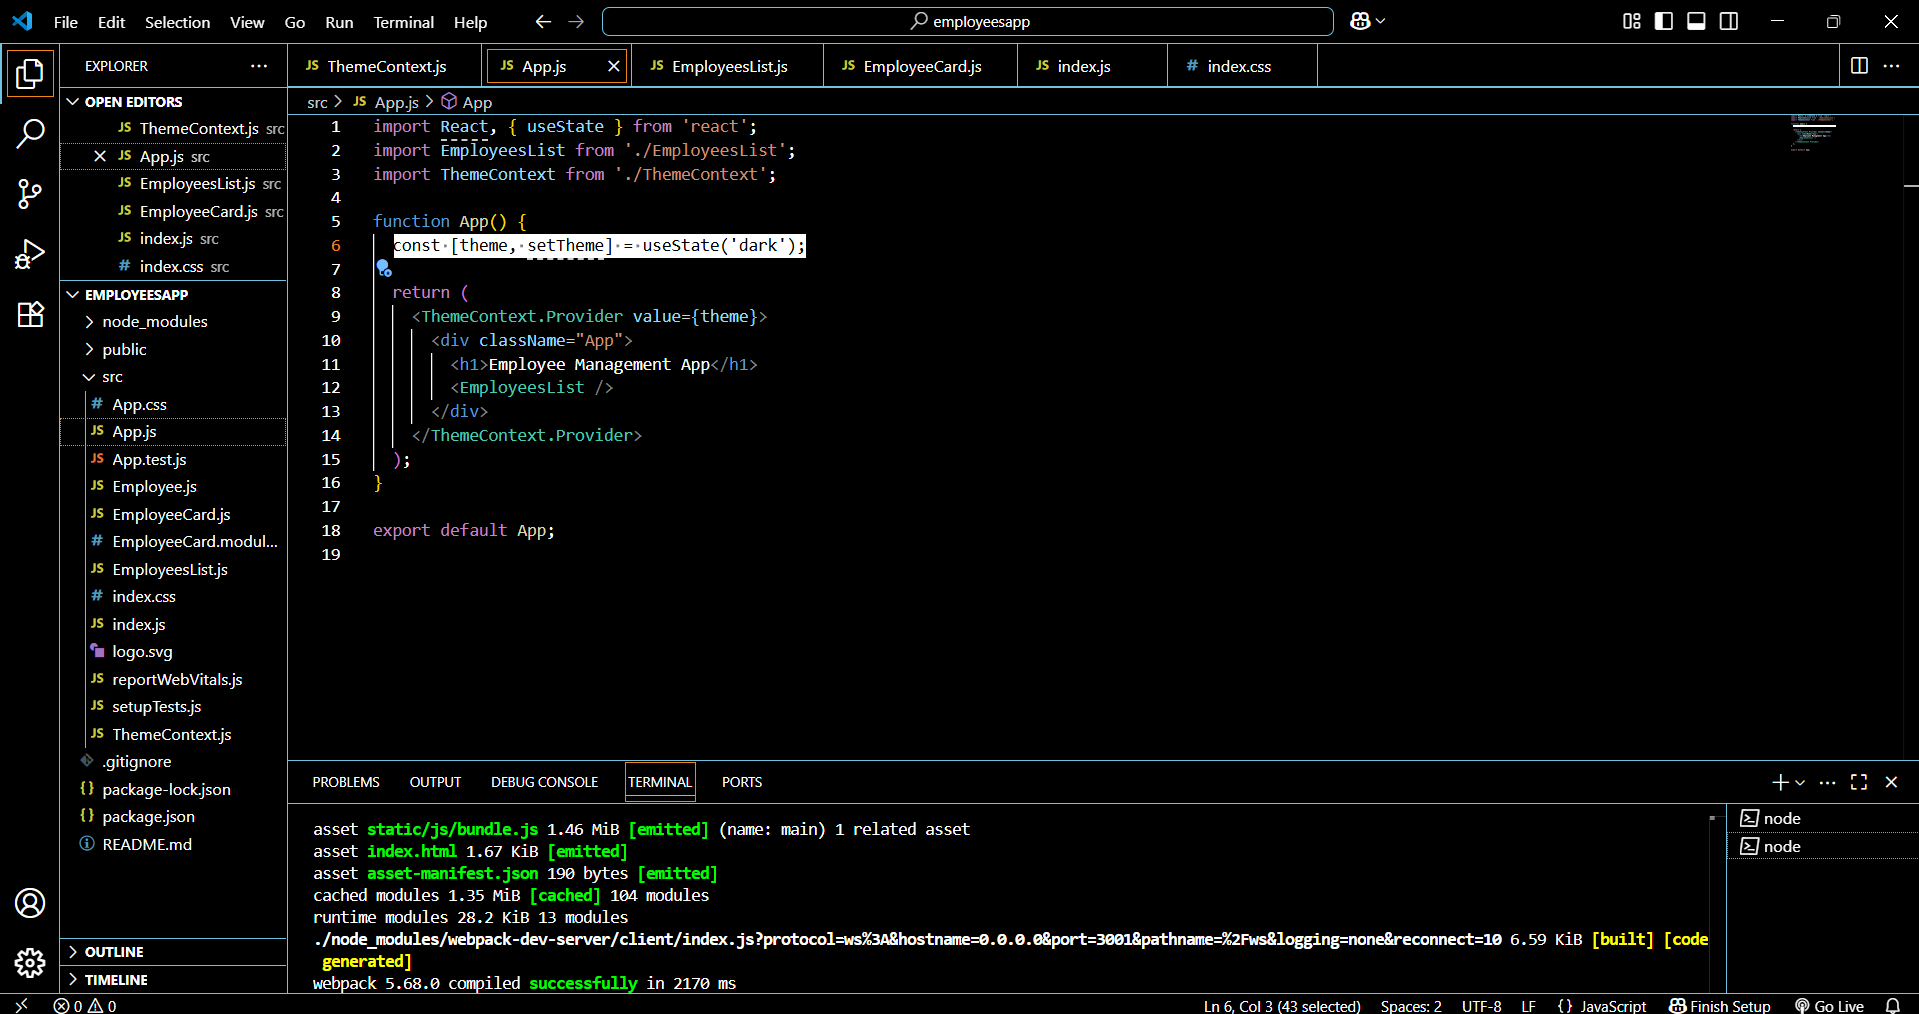 File Edit Selection View Go Run Terminal Help
employeesapp
EXPLORER
OPEN EDITORS
JS ThemeContext.js src
JS App.js src
JS EmployeesList.js src
JS EmployeeCard.js src
JS index.js src
# index.css src
EMPLOYEESAPP
node_modules
public
src
# App.css
JS App.js
JS App.test.js
JS Employee.js
JS EmployeeCard.js
# EmployeeCard.modul...
JS EmployeesList.js
# index.css
JS index.js
logo.svg
JS reportWebVitals.js
JS setupTests.js
JS ThemeContext.js
.gitignore
{} package-lock.json
{} package.json
README.md
OUTLINE
TIMELINE
JS ThemeContext.js JS App.js JS EmployeesList.js JS EmployeeCard.js JS index.js # index.css
src > JS App.js > App
1 import React, { useState } from 'react';
2 import EmployeesList from './EmployeesList';
3 import ThemeContext from './ThemeContext';
4
5 function App() {
6 const [theme, setTheme] = useState('dark');
7
8 return (
9 <ThemeContext.Provider value={theme}>
10 <div className="App">
11 <h1>Employee Management App</h1>
12 <EmployeesList />
13 </div>
14 </ThemeContext.Provider>
15 );
16 }
17
18 export default App;
19
PROBLEMS OUTPUT DEBUG CONSOLE TERMINAL PORTS
asset static/js/bundle.js 1.46 MiB [emitted] (name: main) 1 related asset
asset index.html 1.67 KiB [emitted]
asset asset-manifest.json 190 bytes [emitted]
cached modules 1.35 MiB [cached] 104 modules
runtime modules 28.2 KiB 13 modules
./node_modules/webpack-dev-server/client/index.js?protocol=ws%3A&hostname=0.0.0.0&port=3001&pathname=%2Fws&logging=none&reconnect=10 6.59 KiB [built] [code
generated]
webpack 5.68.0 compiled successfully in 2170 ms
node
node
0 0 Ln 6, Col 3 (43 selected) Spaces: 2 UTF-8 LF {} JavaScript Finish Setup Go Live